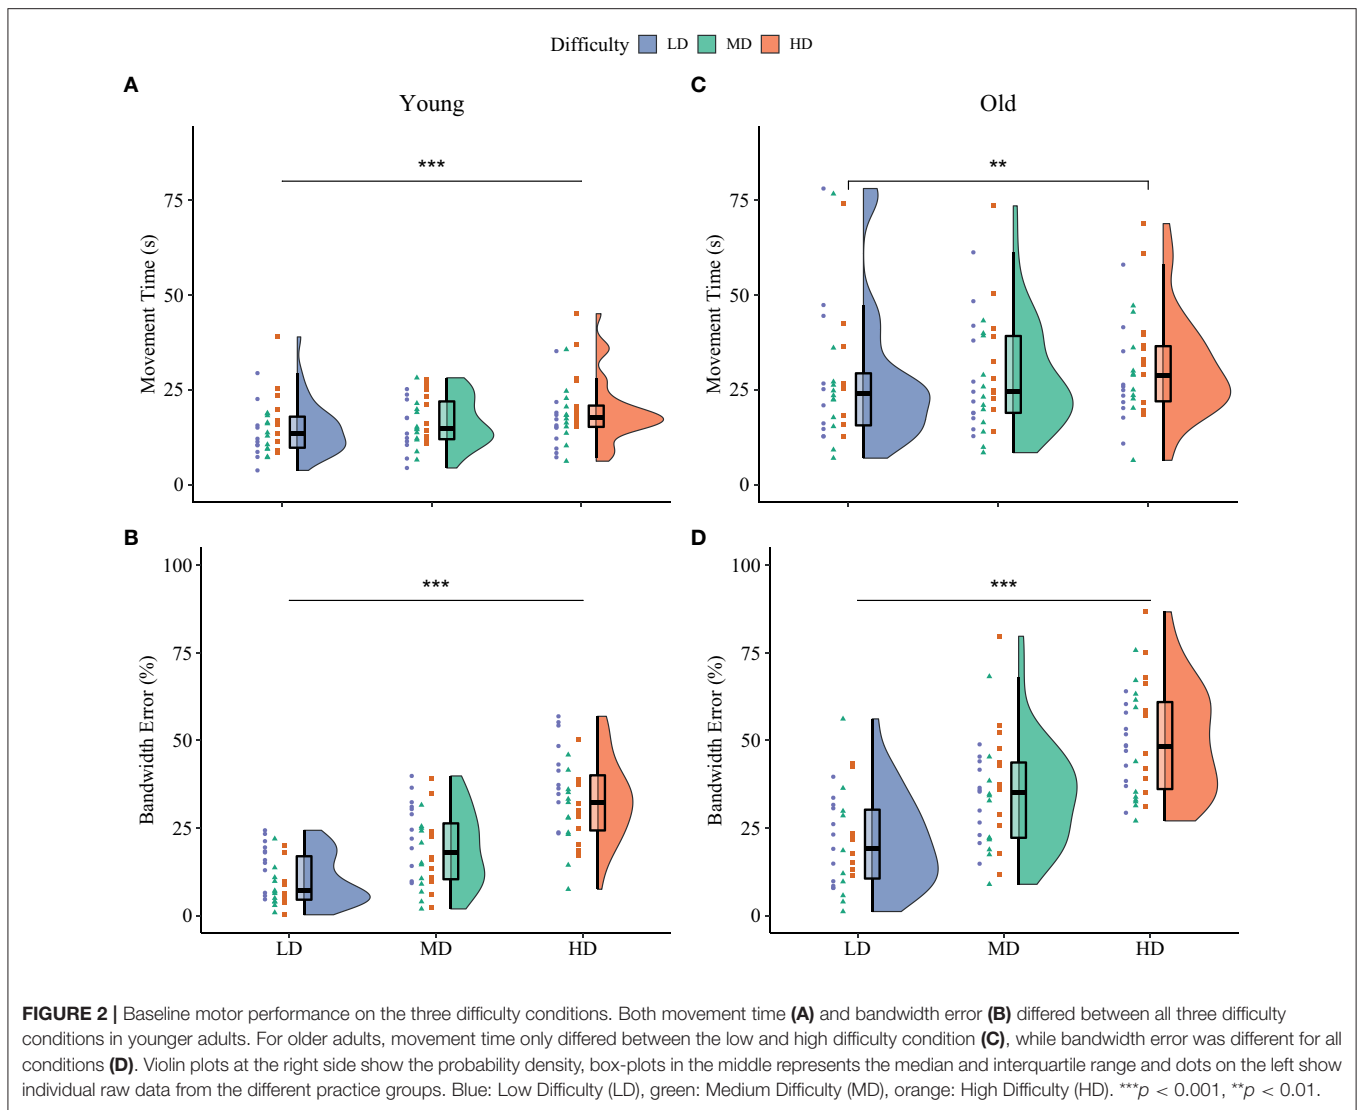 Difficulty LD MD HD
A
Young
***
Movement Time (s)
75
50
25
0
C
Old
**
Movement Time (s)
75
50
25
0
B
***
Bandwidth Error (%)
100
75
50
25
0
LD MD HD
D
***
Bandwidth Error (%)
100
75
50
25
0
LD MD HD
FIGURE 2 | Baseline motor performance on the three difficulty conditions. Both movement time (A) and bandwidth error (B) differed between all three difficulty
conditions in younger adults. For older adults, movement time only differed between the low and high difficulty condition (C), while bandwidth error was different for all
conditions (D). Violin plots at the right side show the probability density, box-plots in the middle represents the median and interquartile range and dots on the left show
individual raw data from the different practice groups. Blue: Low Difficulty (LD), green: Medium Difficulty (MD), orange: High Difficulty (HD). ***p < 0.001, **p < 0.01.